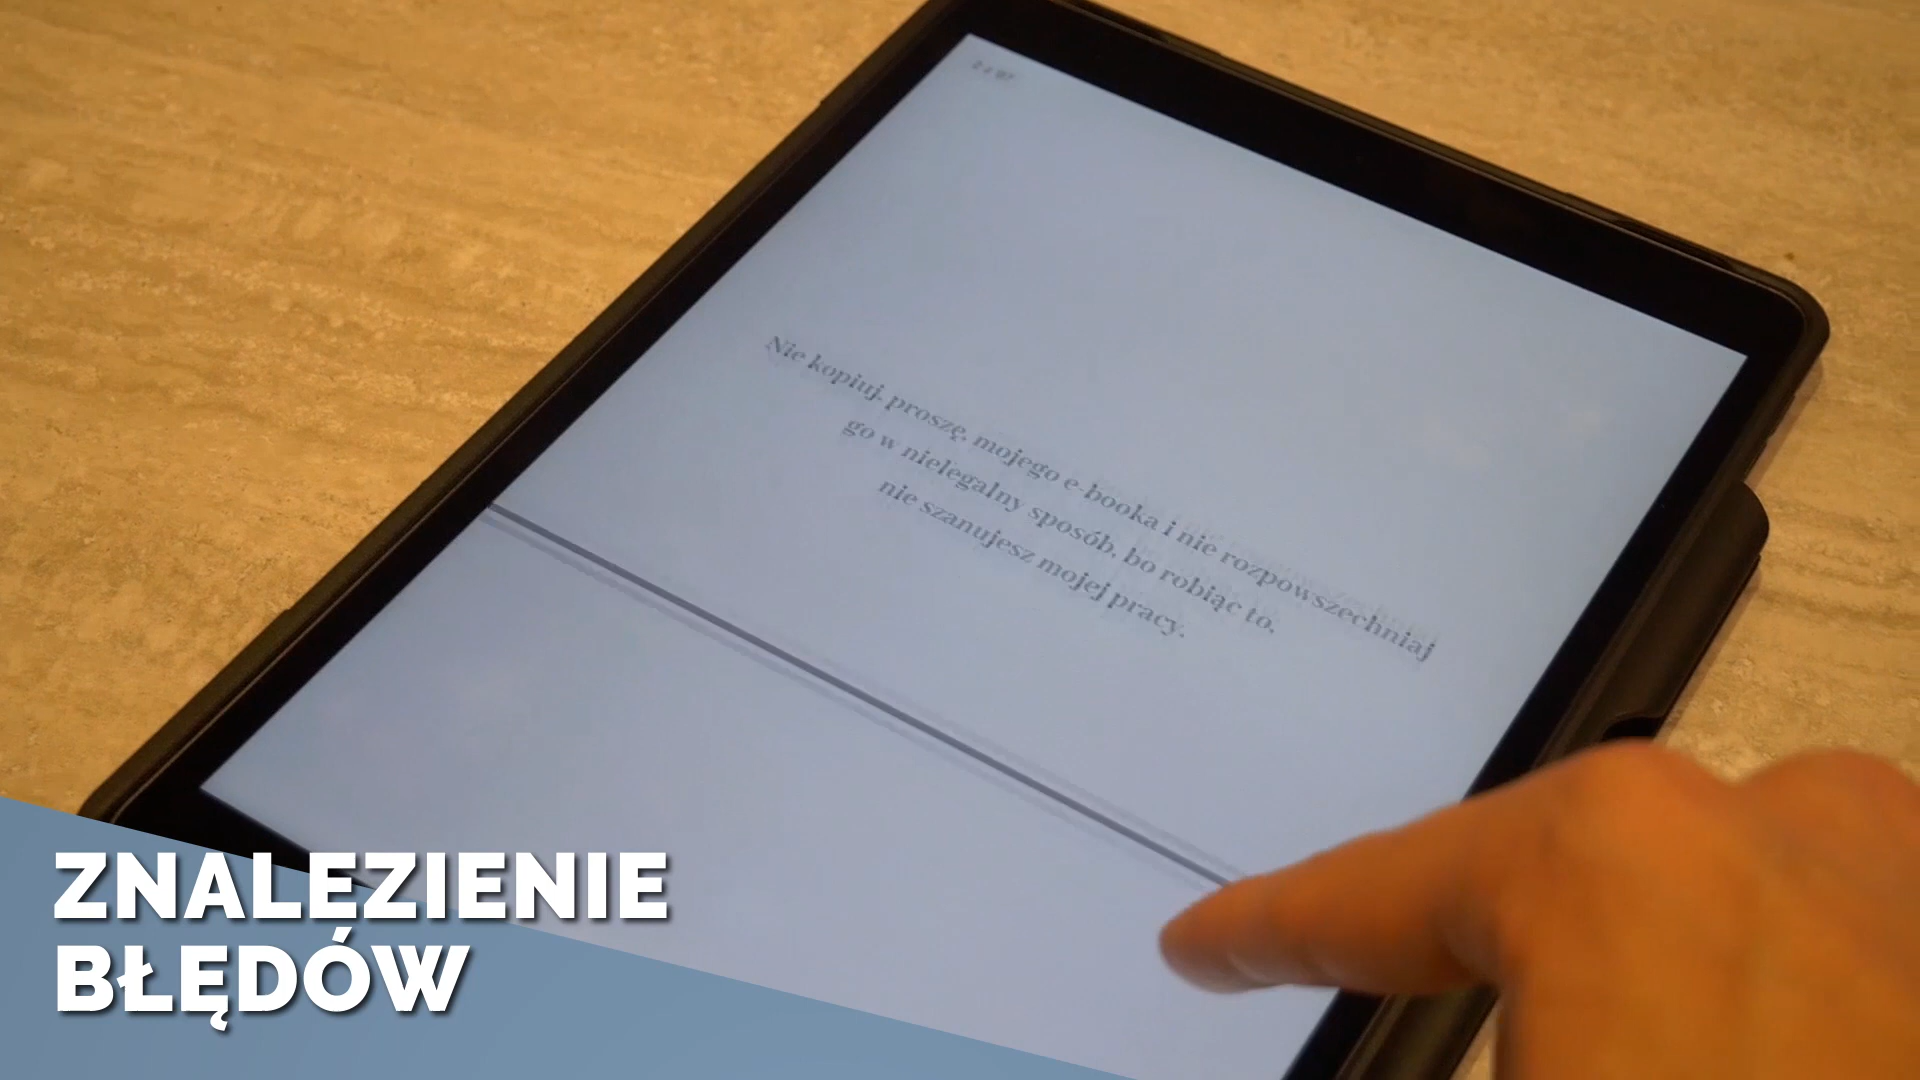 Nie kopiuj, proszę, mojego e-booka i nie rozpowszechniaj
go w nielegalny sposób, bo robiąc to,
nie szanujesz mojej pracy.
ZNALEZIENIE
BŁĘDÓW